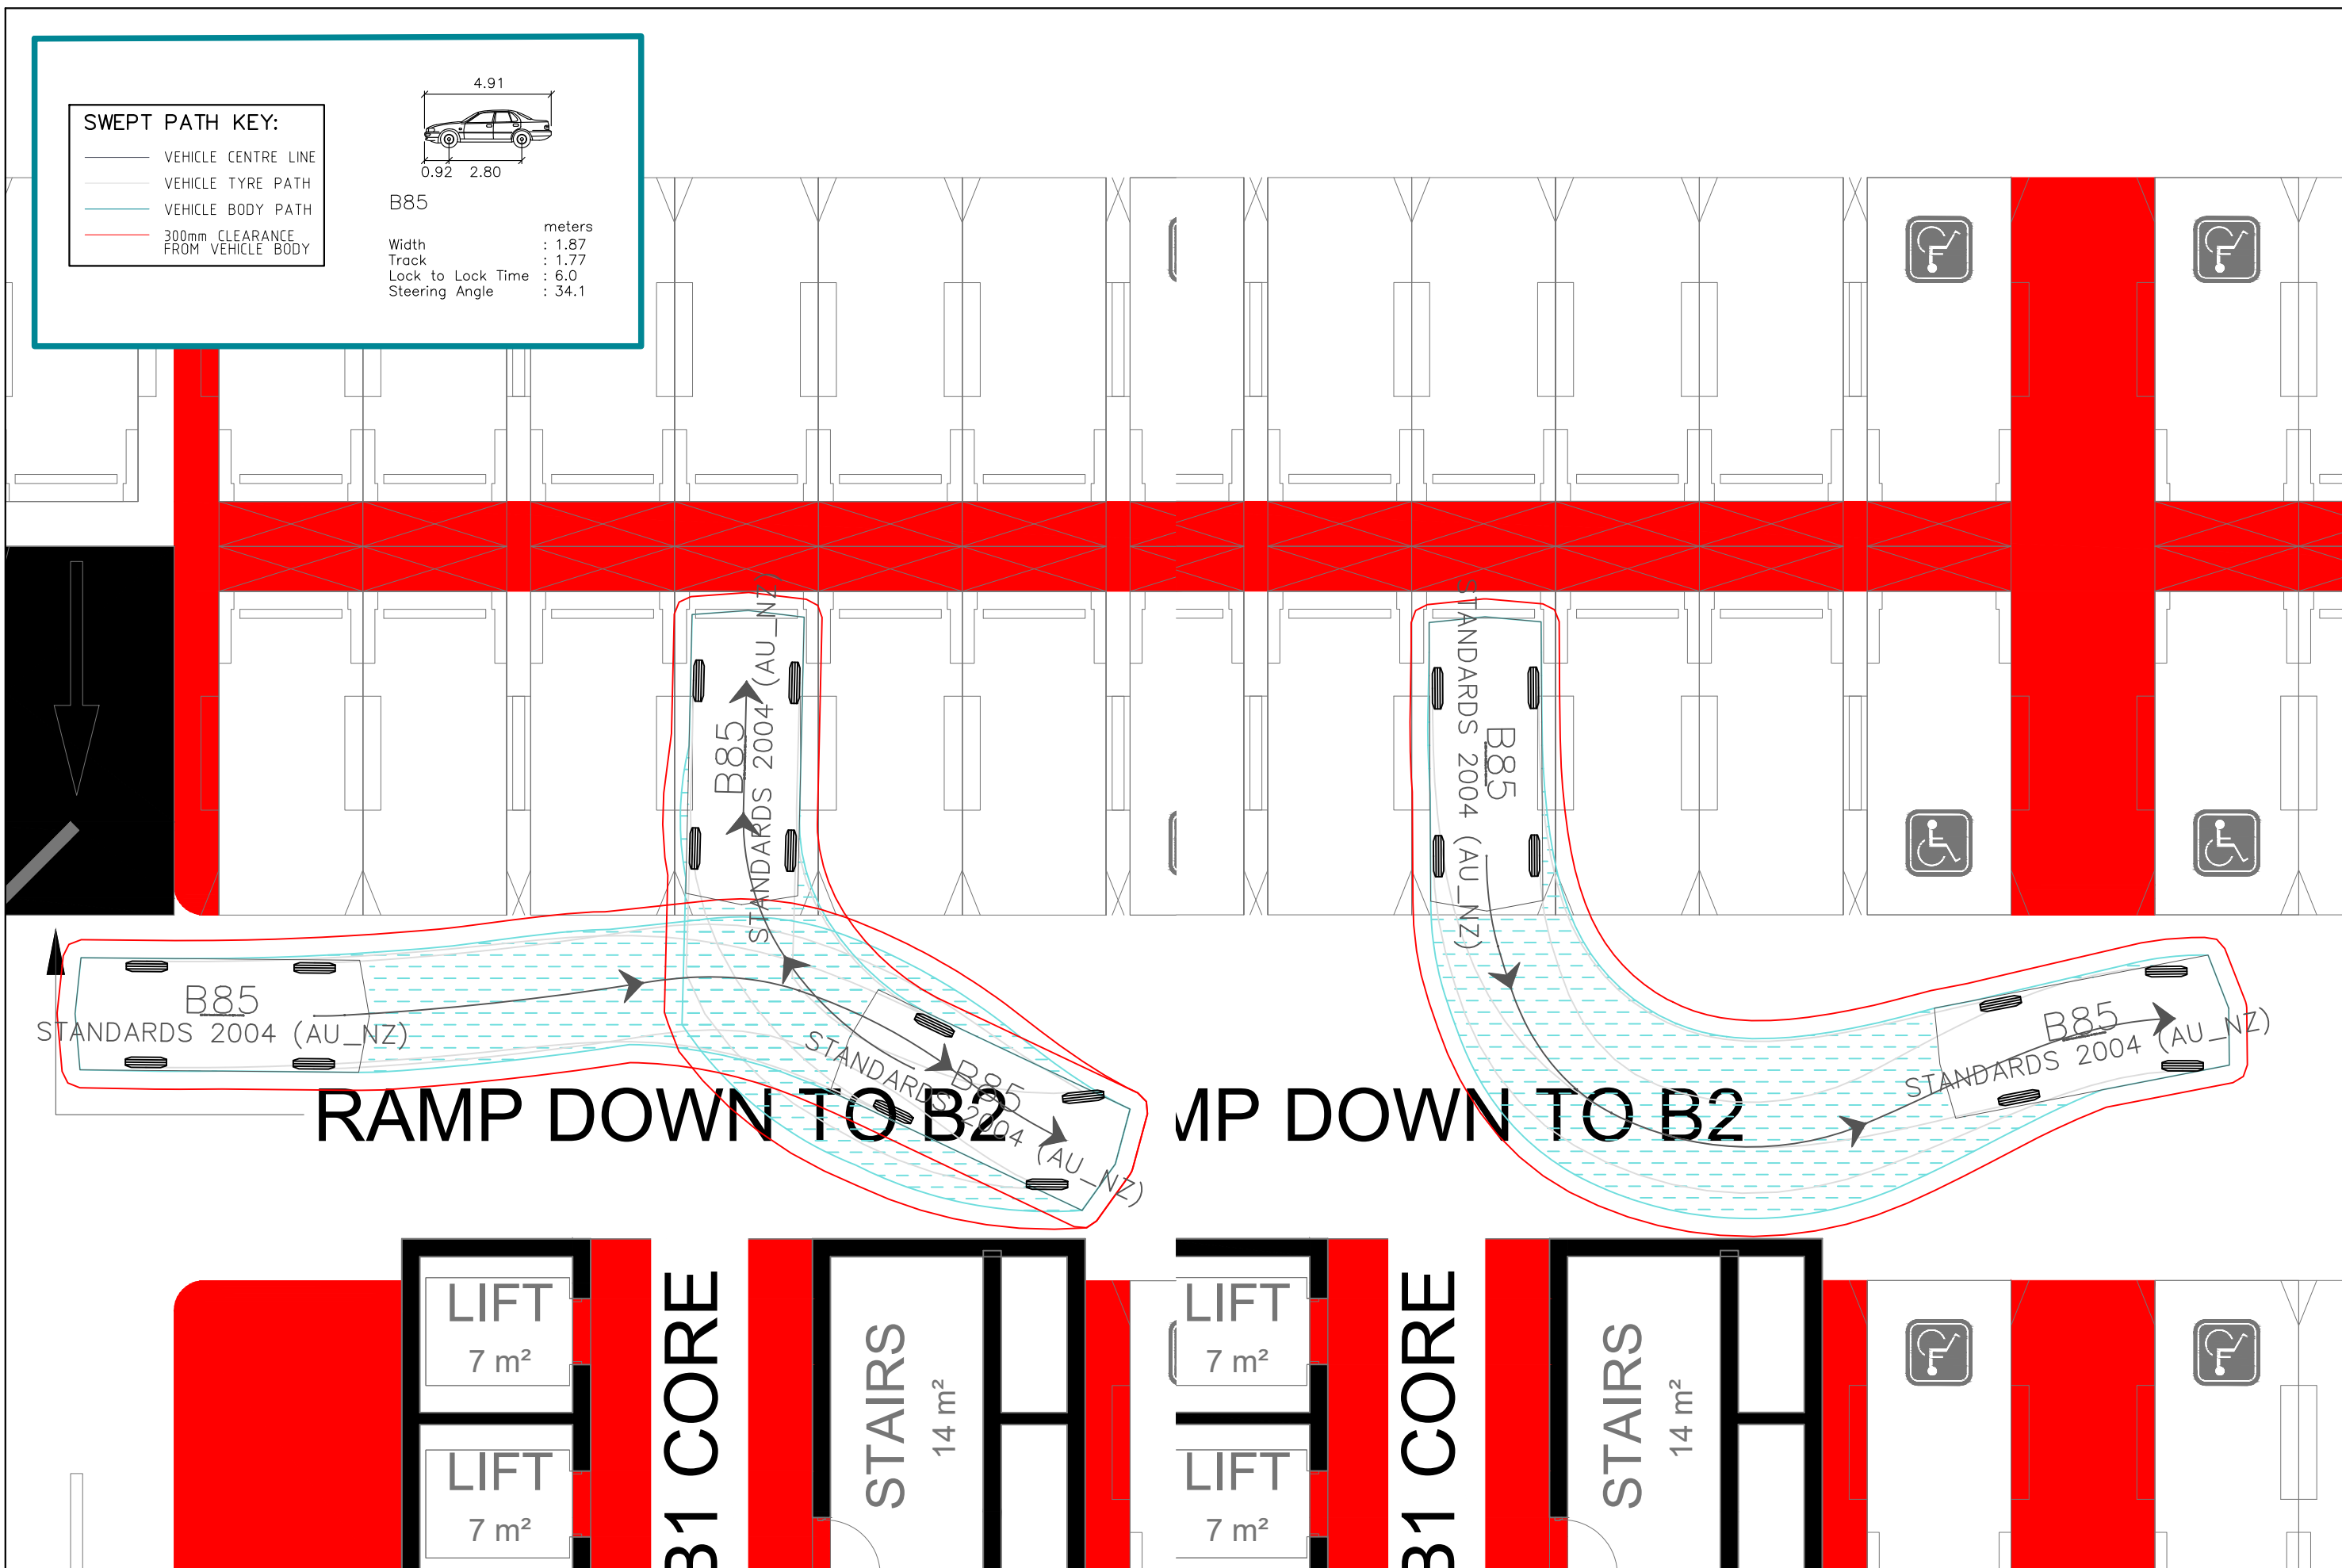 SWEPT PATH KEY:
VEHICLE CENTRE LINE
VEHICLE TYRE PATH
VEHICLE BODY PATH
300mm CLEARANCE
FROM VEHICLE BODY
4.91
0.92 2.80
B85
meters
Width : 1.87
Track : 1.77
Lock to Lock Time : 6.0
Steering Angle : 34.1
B85
STANDARDS 2004 (AU_NZ)
B85
STANDARDS 2004 (AU_NZ)
B85
STANDARDS 2004 (AU_NZ)
B85
STANDARDS 2004 (AU_NZ)
B85
STANDARDS 2004 (AU_NZ)
RAMP DOWN TO B2
MP DOWN TO B2
LIFT
7 m²
LIFT
7 m²
B1 CORE
STAIRS
14 m²
LIFT
7 m²
LIFT
7 m²
B1 CORE
STAIRS
14 m²